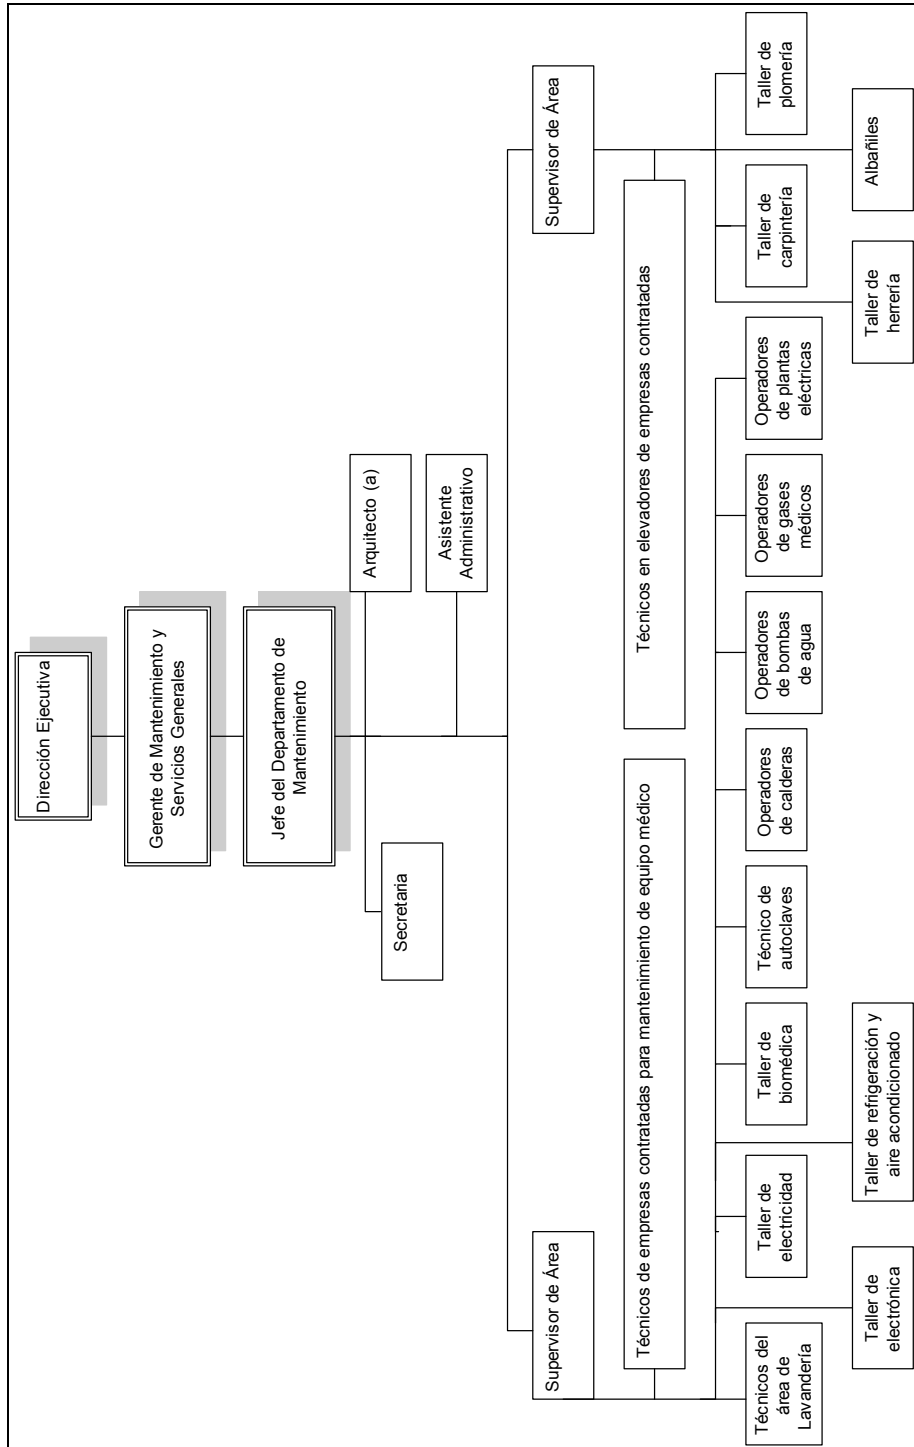 Dirección Ejecutiva
Gerente de Mantenimiento y
Servicios Generales
Jefe del Departamento de
Mantenimiento
Secretaria
Arquitecto (a)
Asistente
Administrativo
Supervisor de Área
Supervisor de Área
Técnicos de empresas contratadas para mantenimiento de equipo médico
Técnicos en elevadores de empresas contratadas
Técnicos del
área de
Lavandería
Taller de
electricidad
Taller de
biomédica
Técnico de
autoclaves
Operadores
de calderas
Operadores
de bombas
de agua
Operadores
de gases
médicos
Operadores
de plantas
eléctricas
Taller de
carpintería
Taller de
plomería
Taller de
electrónica
Taller de refrigeración y
aire acondicionado
Taller de
herrería
Albañiles